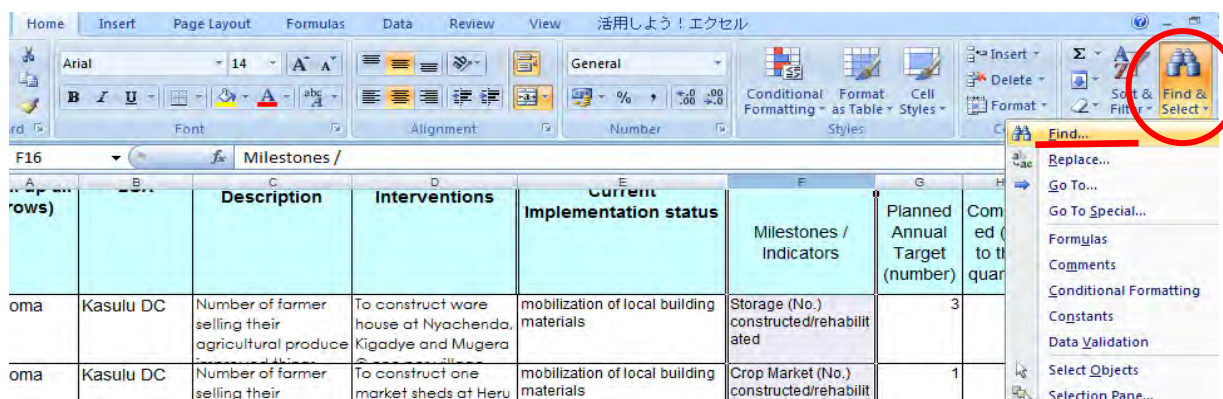 Home Insert Page Layout Formulas Data Review View 活用しよう！エクセル
Arial 14 General
Insert
Delete
Format
Conditional Formatting
Format as Table
Cell Styles
Sort & Filter
Find & Select
Font Alignment Number Styles
F16 fx Milestones /
Find...
Replace...
Go To...
Go To Special...
Formulas
Comments
Conditional Formatting
Constants
Data Validation
Select Objects
Selection Pane...
A B C D E F G H
rows)
Description
Interventions
Current
Implementation status
Milestones /
Indicators
Planned
Annual
Target
(number)
Com
ed (
to th
quar
oma
Kasulu DC
Number of farmer
selling their
agricultural produce
To construct ware
house at Nyachenda,
Kigadye and Mugera
mobilization of local building
materials
Storage (No.)
constructed/rehabilit
ated
3
oma
Kasulu DC
Number of farmer
selling their
To construct one
market sheds at Heru
mobilization of local building
materials
Crop Market (No.)
constructed/rehabilit
1